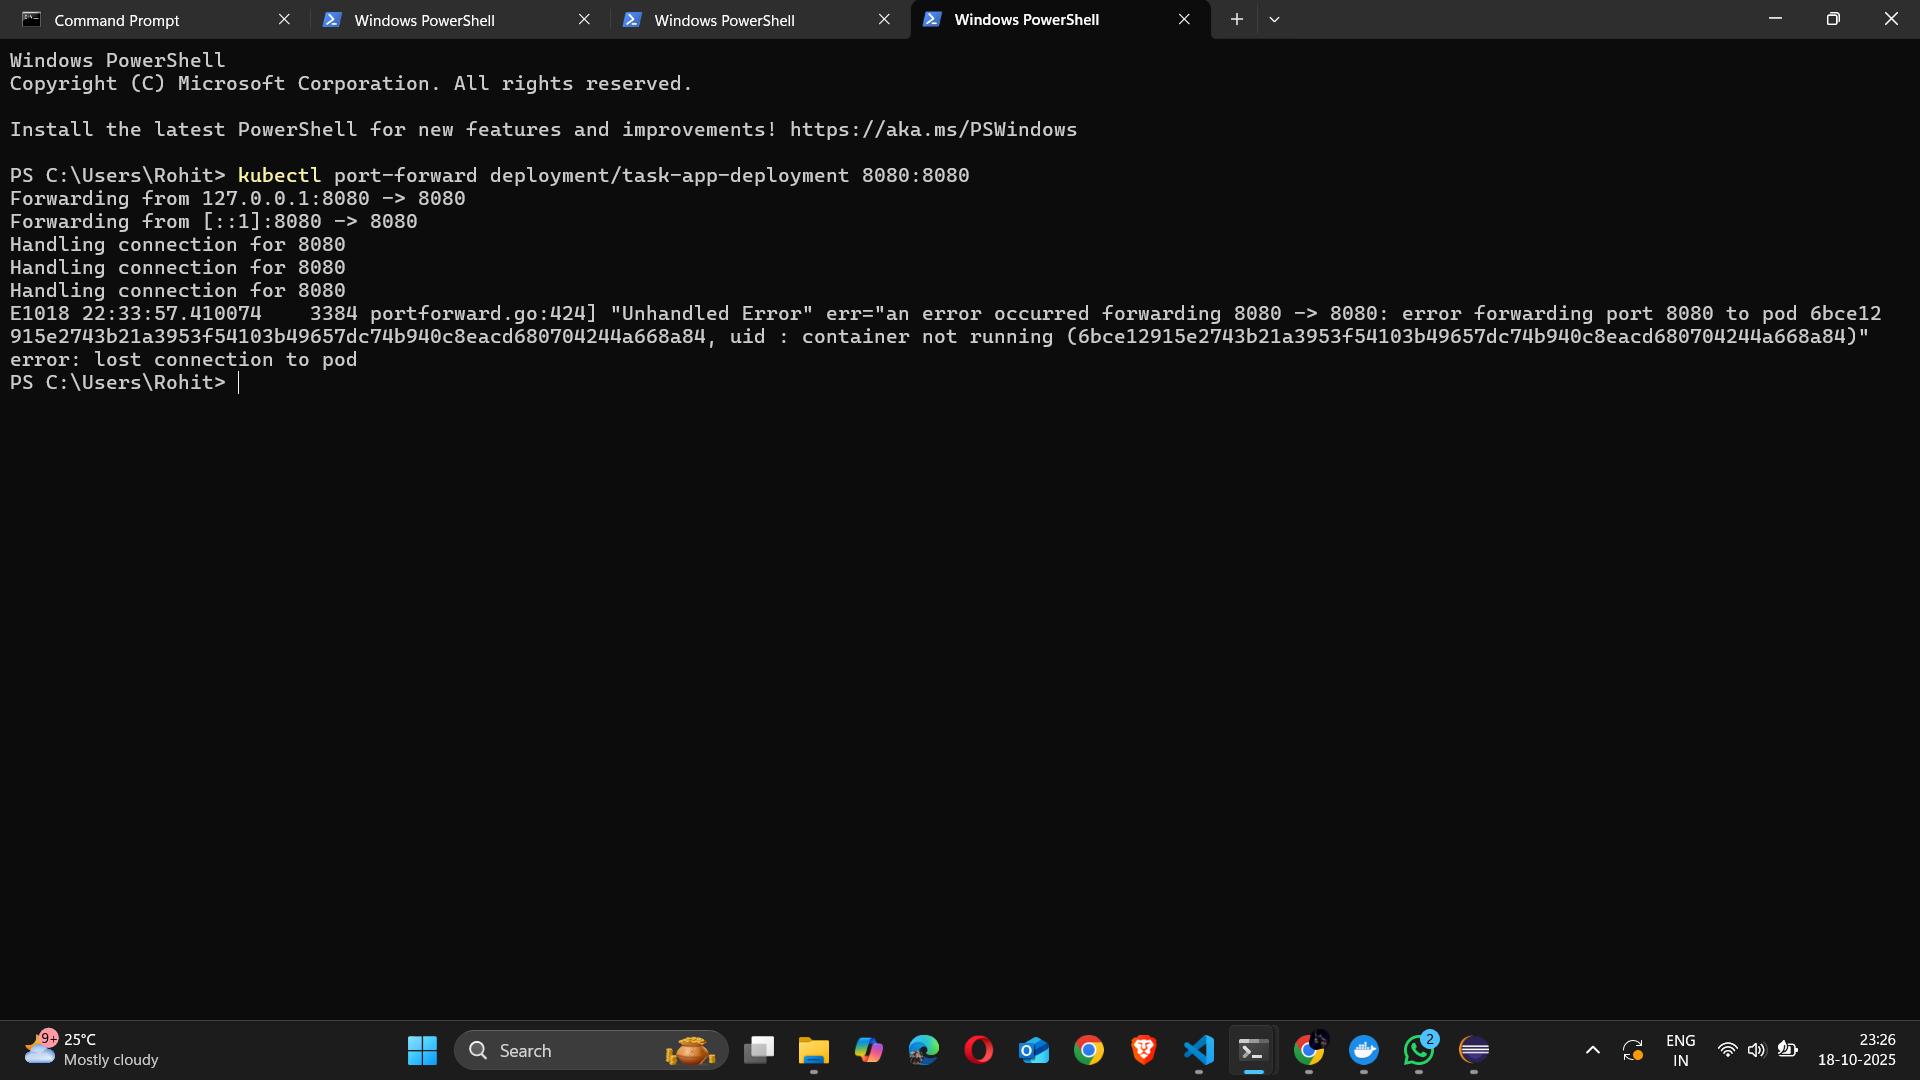 Command Prompt
Windows PowerShell
Windows PowerShell
Windows PowerShell
Windows PowerShell
Copyright (C) Microsoft Corporation. All rights reserved.
Install the latest PowerShell for new features and improvements! https://aka.ms/PSWindows
PS C:\Users\Rohit> kubectl port-forward deployment/task-app-deployment 8080:8080
Forwarding from 127.0.0.1:8080 -> 8080
Forwarding from [::1]:8080 -> 8080
Handling connection for 8080
Handling connection for 8080
Handling connection for 8080
E1018 22:33:57.410074    3384 portforward.go:424] "Unhandled Error" err="an error occurred forwarding 8080 -> 8080: error forwarding port 8080 to pod 6bce12
915e2743b21a3953f54103b49657dc74b940c8eacd680704244a668a84, uid : container not running (6bce12915e2743b21a3953f54103b49657dc74b940c8eacd680704244a668a84)"
error: lost connection to pod
PS C:\Users\Rohit>
9+
25°C
Mostly cloudy
Search
2
ENG
IN
23:26
18-10-2025